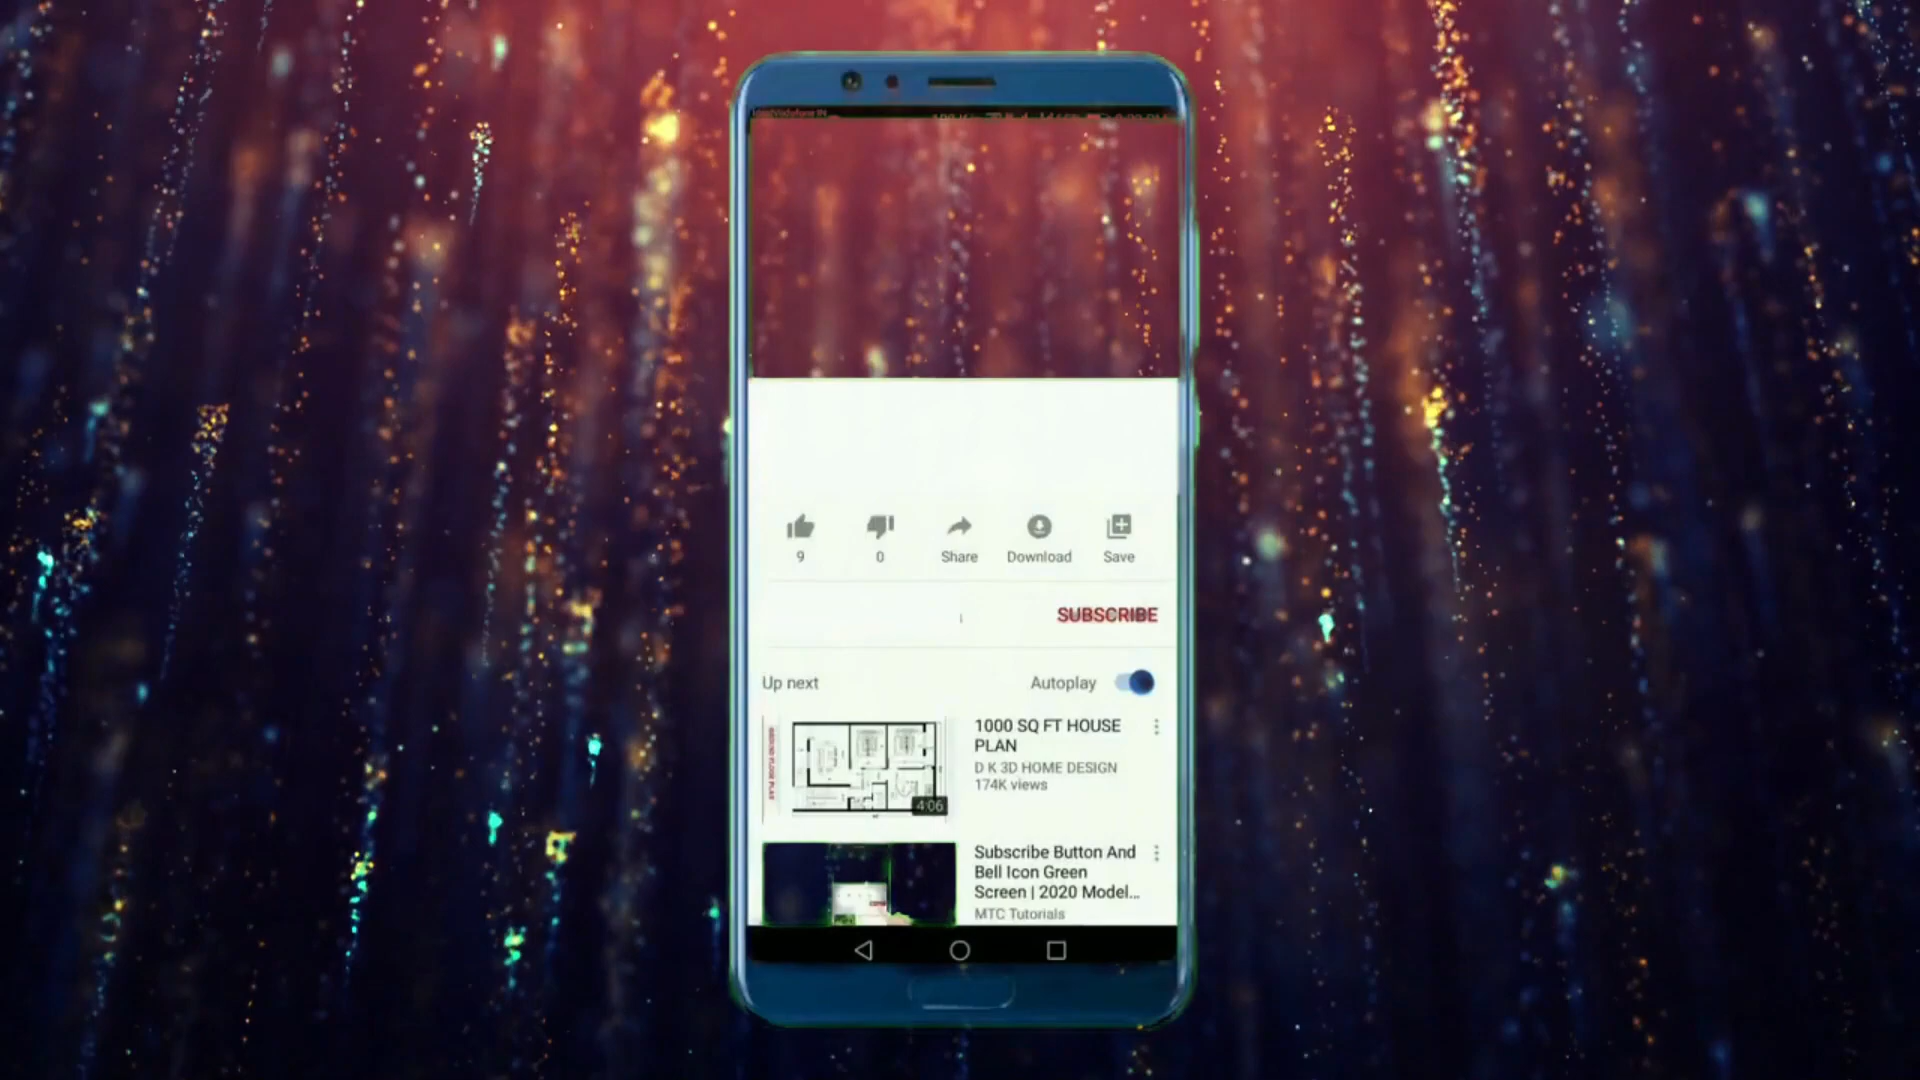 9
0
Share
Download
Save
SUBSCRIBE
Up next
Autoplay
1000 SQ FT HOUSE
PLAN
D K 3D HOME DESIGN
174K views
4:06
Subscribe Button And
Bell Icon Green
Screen | 2020 Model...
MTC Tutorials